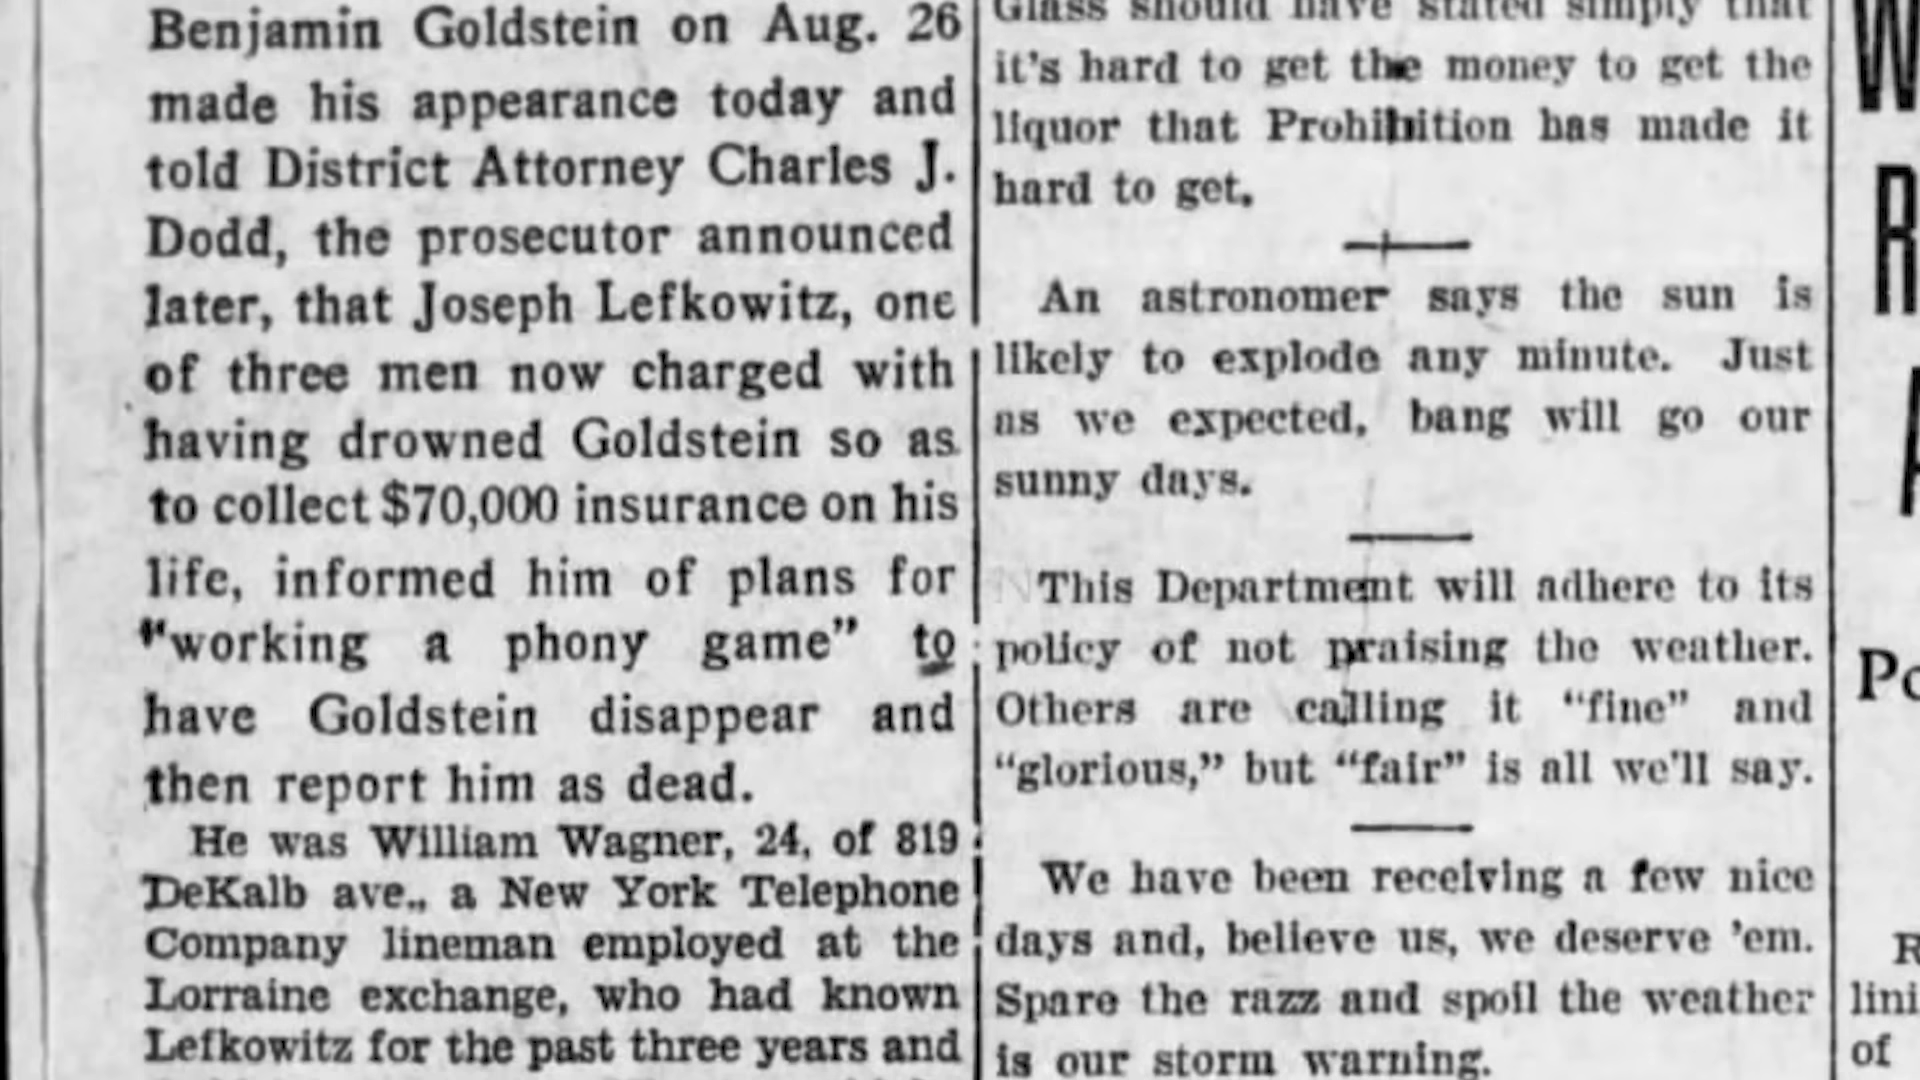 Benjamin Goldstein on Aug. 26
made his appearance today and
told District Attorney Charles J.
Dodd, the prosecutor announced
later, that Joseph Lefkowitz, one
of three men now charged with
having drowned Goldstein so as
to collect $70,000 insurance on his
life, informed him of plans for
"working a phony game" to
have Goldstein disappear and
then report him as dead.
He was William Wagner, 24, of 819
DeKalb ave., a New York Telephone
Company lineman employed at the
Lorraine exchange, who had known
Lefkowitz for the past three years and
Glass should have stated simply that
it's hard to get the money to get the
liquor that Prohibition has made it
hard to get.
An astronomer says the sun is
likely to explode any minute. Just
as we expected, bang will go our
sunny days.
This Department will adhere to its
policy of not praising the weather.
Others are calling it "fine" and
"glorious," but "fair" is all we'll say.
We have been receiving a few nice
days and, believe us, we deserve 'em.
Spare the razz and spoil the weather
is our storm warning.
W
R
A
Po
R
lini
of